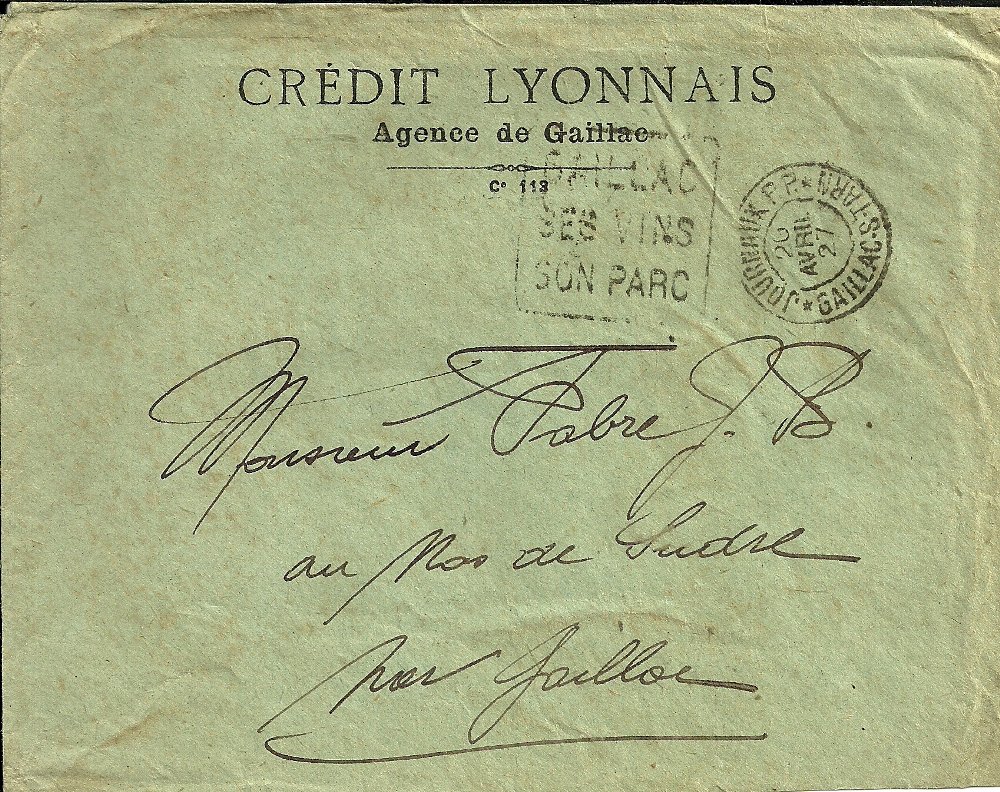 CRÉDIT LYONNAIS
Agence de Gaillac
Cº 113
GAILLAC
SES VINS
SON PARC
JOURNAUX P.P. * GAILLAC-S-TARN *
26
AVRIL
27
Monsieur Fabre J. B.
au Mas de Sudre
par Gaillac